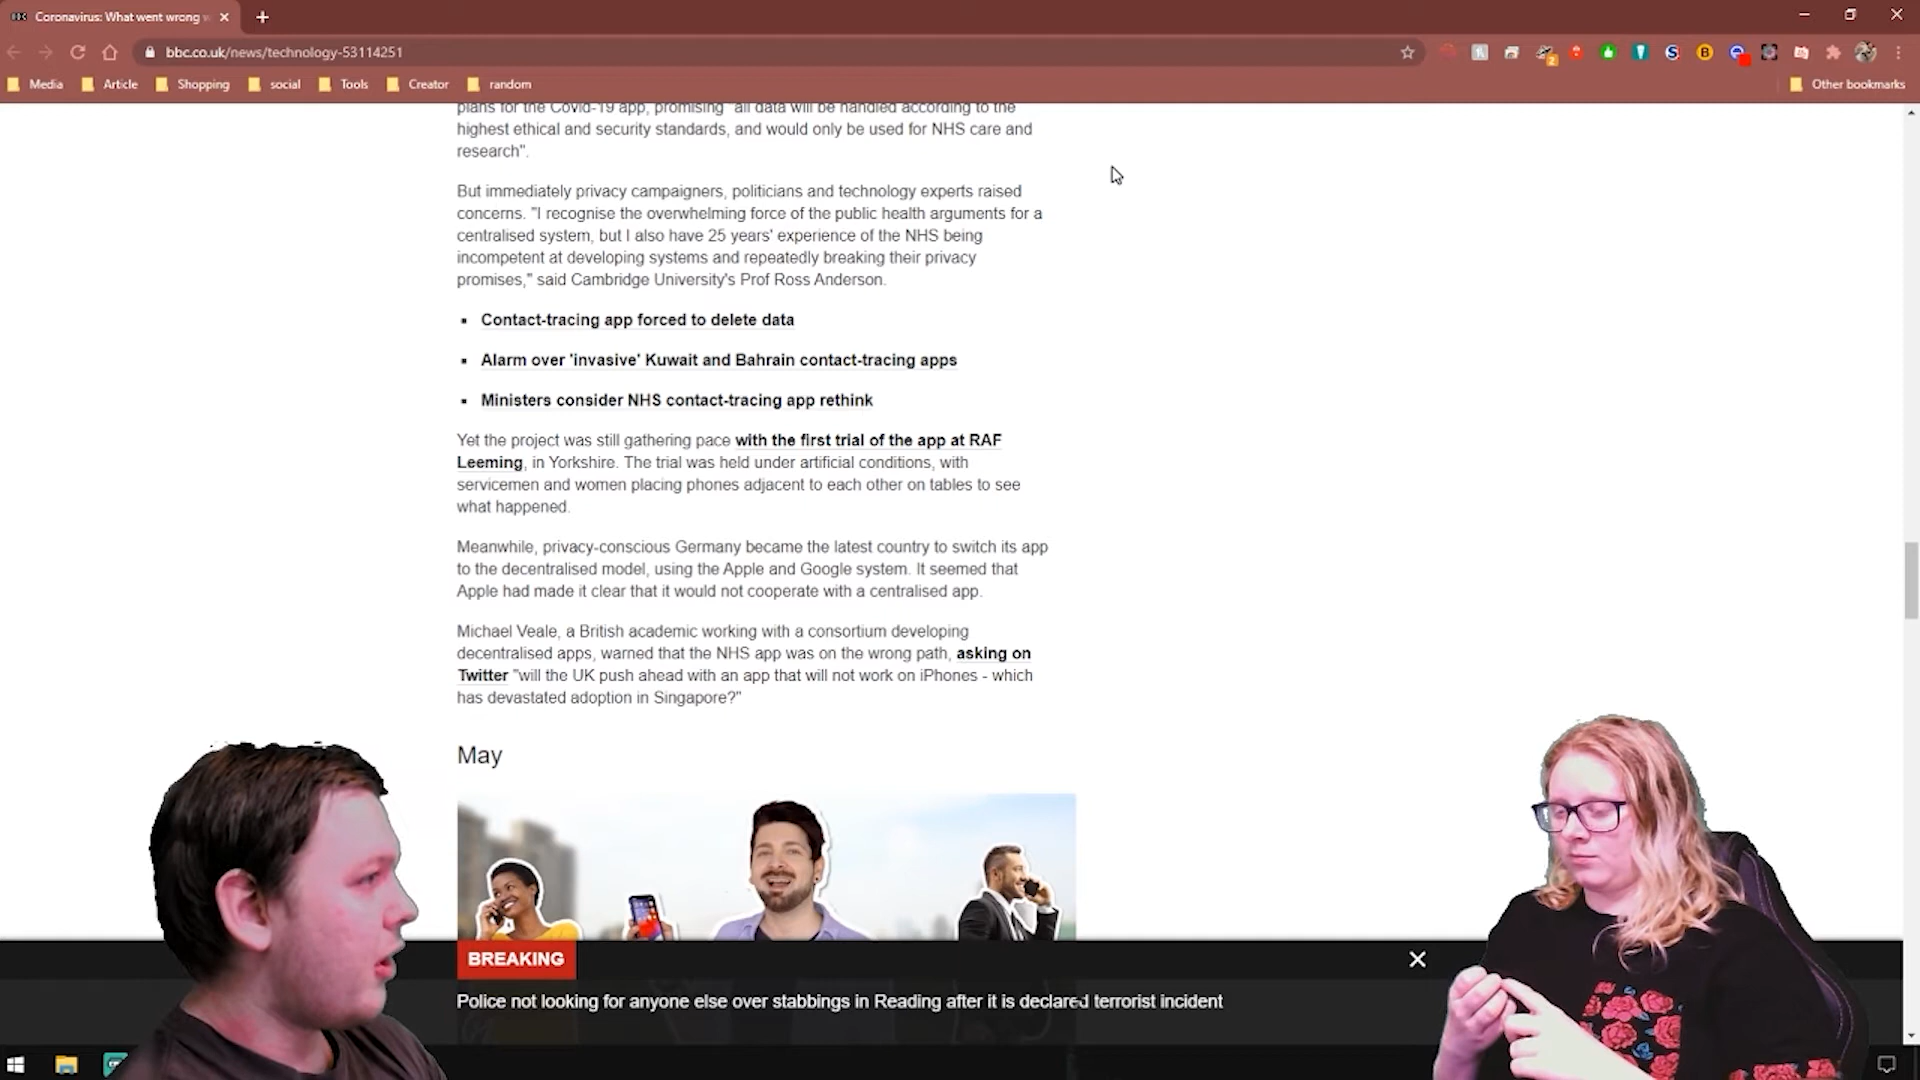 Coronavirus: What went wrong
bbc.co.uk/news/technology-53114251
Media
Article
Shopping
social
Tools
Creator
random
Other bookmarks
plans for the Covid-19 app, promising "all data will be handled according to the
highest ethical and security standards, and would only be used for NHS care and
research".
But immediately privacy campaigners, politicians and technology experts raised
concerns. "I recognise the overwhelming force of the public health arguments for a
centralised system, but I also have 25 years' experience of the NHS being
incompetent at developing systems and repeatedly breaking their privacy
promises," said Cambridge University's Prof Ross Anderson.
▪ Contact-tracing app forced to delete data
▪ Alarm over 'invasive' Kuwait and Bahrain contact-tracing apps
▪ Ministers consider NHS contact-tracing app rethink
Yet the project was still gathering pace with the first trial of the app at RAF
Leeming, in Yorkshire. The trial was held under artificial conditions, with
servicemen and women placing phones adjacent to each other on tables to see
what happened.
Meanwhile, privacy-conscious Germany became the latest country to switch its app
to the decentralised model, using the Apple and Google system. It seemed that
Apple had made it clear that it would not cooperate with a centralised app.
Michael Veale, a British academic working with a consortium developing
decentralised apps, warned that the NHS app was on the wrong path, asking on
Twitter "will the UK push ahead with an app that will not work on iPhones - which
has devastated adoption in Singapore?"
May
BREAKING
Police not looking for anyone else over stabbings in Reading after it is declared terrorist incident